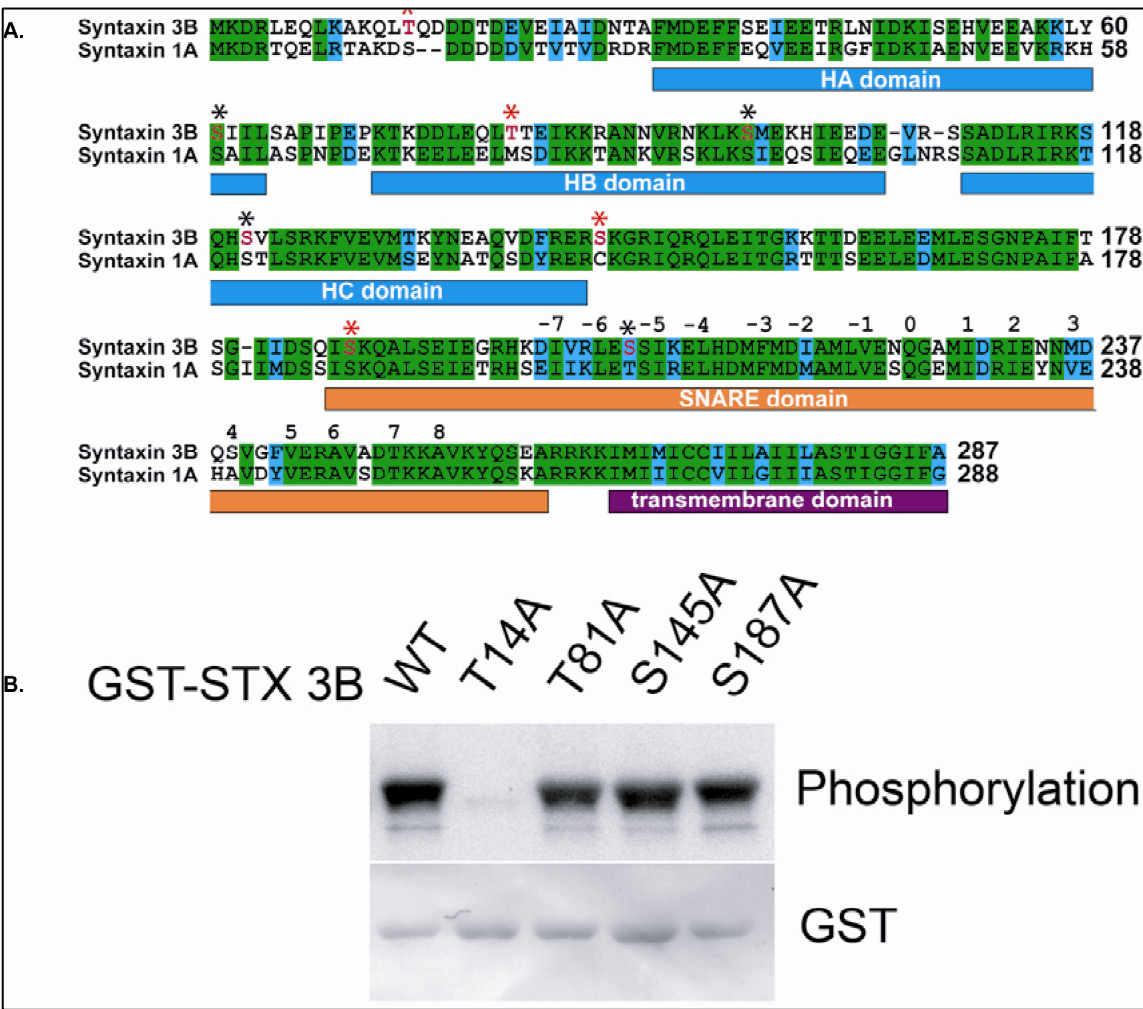 A.
*
Syntaxin 3B MKDRLEQLKAKQLTQDDDTDEVEIAIDNTAFMDEFFSEIEETRLNIDKISEHVEEAKKLY 60
Syntaxin 1A MKDRTQELRTAKDS--DDDDDVTVTVDRDRFMDEFFEQVEEIRGFIDKIAENVEEVKRKH 58
HA domain
* * *
Syntaxin 3B SIILSAPIPEPKTKDDLEQLTTEIKKRANNVRNKLKSMEKHIEEDE-VR-SSADLRIRKS 118
Syntaxin 1A SAILASPNPDEKTKEELEELMSDIKKTANKVRSKLKSIEQSIEQEEGLNRSSADLRIRKT 118
HB domain
* *
Syntaxin 3B QHSVLSRKFVEVMTKYNEAQVDFRERSKGRIQRQLEITGKKTTDEELEEMLESGNPAIFT 178
Syntaxin 1A QHSTLSRKFVEVMSEYNATQSDYRERCKGRIQRQLEITGRTTTSEELEDMLESGNPAIFA 178
HC domain
* -7 -6 * -5 -4 -3 -2 -1 0 1 2 3
Syntaxin 3B SG-IIDSQISKQALSEIEGRHKDIVRLESSIKELHDMFMDIAMLVENQGAMIDRIENNMD 237
Syntaxin 1A SGIIMDSSISKQALSEIETRHSEIIKLETSIRELHDMFMDMAMLVESQGEMIDRIEYNVE 238
SNARE domain
4 5 6 7 8
Syntaxin 3B QSVGFVERAVADTKKAVKYQSEARRKKIMIMICCIILAIILASTIGGIFA 287
Syntaxin 1A HAVDYVERAVSDTKKAVKYQSKARRKKIMIIICCVILGIIIASTIGGIFG 288
transmembrane domain
B.
GST-STX 3B WT T14A T81A S145A S187A
Phosphorylation
GST